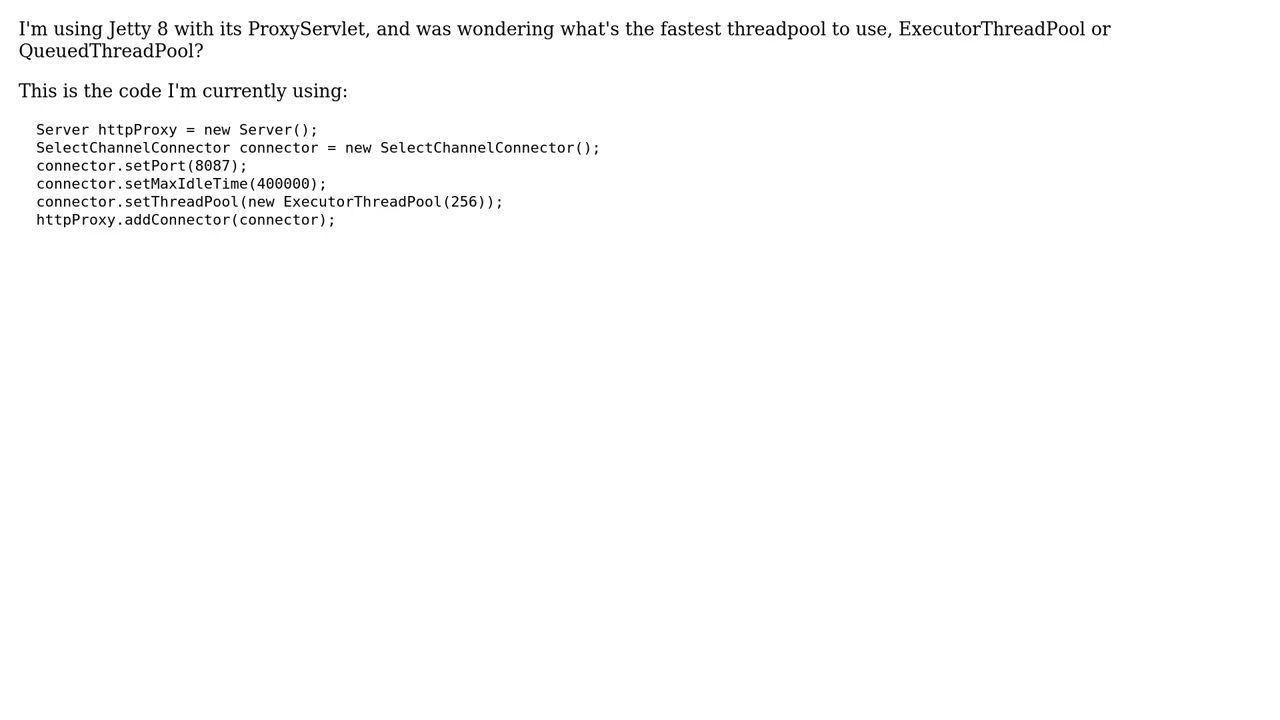 I'm using Jetty 8 with its ProxyServlet, and was wondering what's the fastest threadpool to use, ExecutorThreadPool or
QueuedThreadPool?
This is the code I'm currently using:
Server httpProxy = new Server();
SelectChannelConnector connector = new SelectChannelConnector();
connector.setPort(8087);
connector.setMaxIdleTime(400000);
connector.setThreadPool(new ExecutorThreadPool(256));
httpProxy.addConnector(connector);